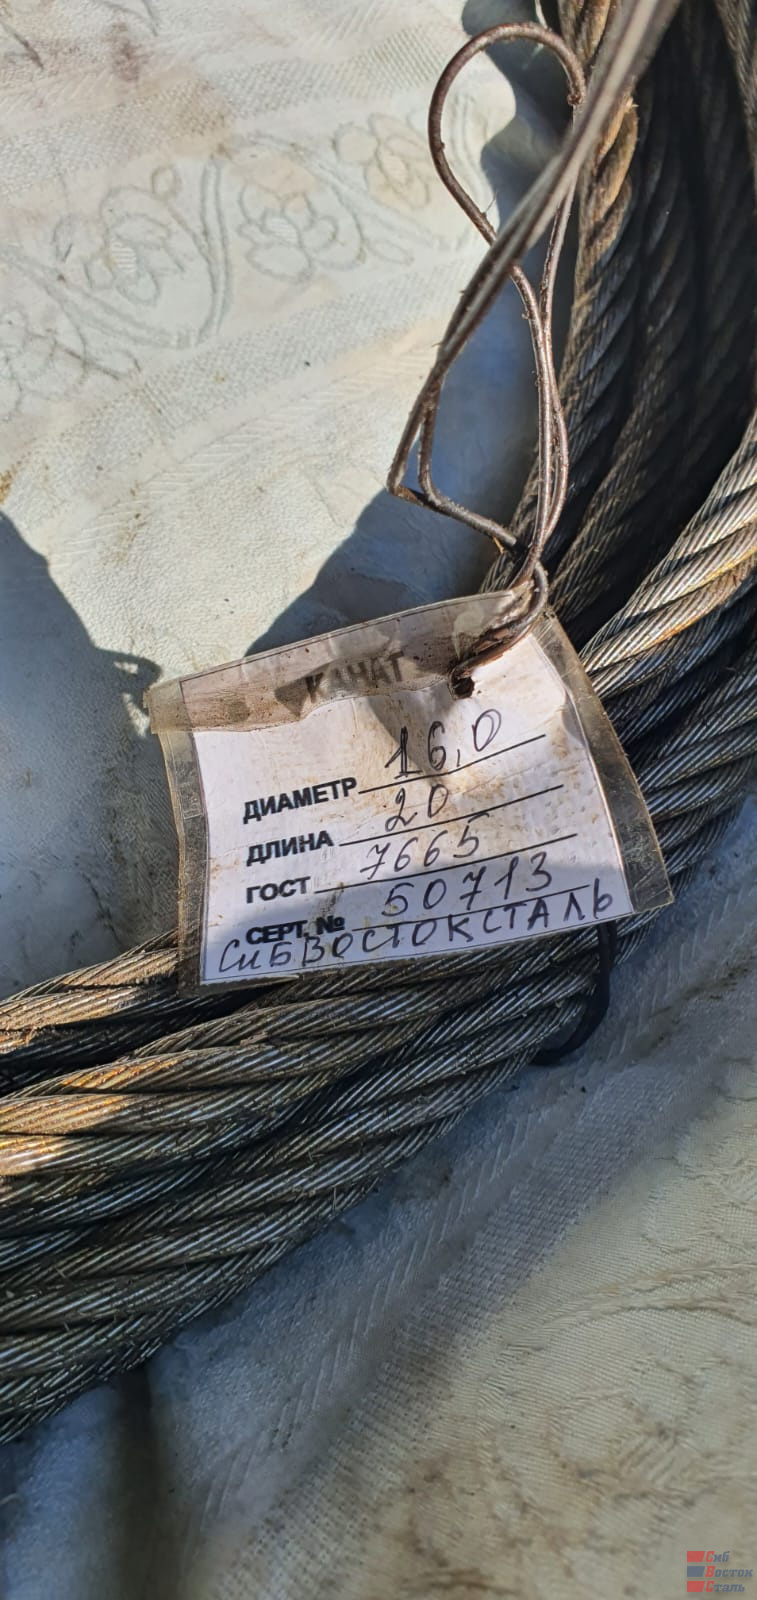 КАНАТ
ДИАМЕТР 16,0
ДЛИНА 20
ГОСТ 7665
СЕРТ. № 50713
СИБВОСТОКСТАЛЬ
Сиб
Восток
Сталь